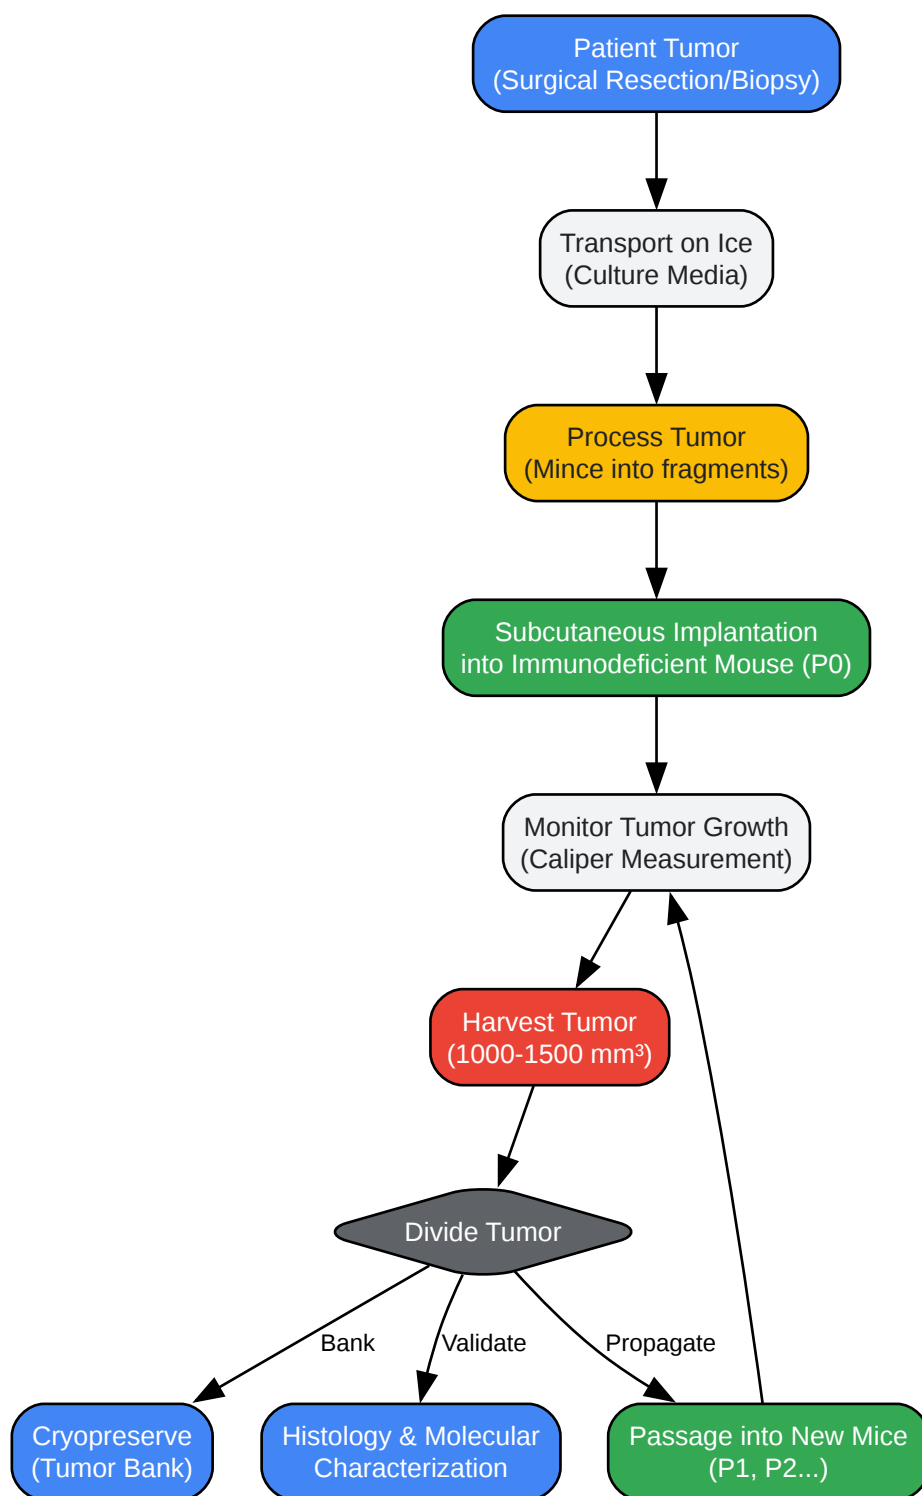 Patient Tumor
(Surgical Resection/Biopsy)
Transport on Ice
(Culture Media)
Process Tumor
(Mince into fragments)
Subcutaneous Implantation
into Immunodeficient Mouse (P0)
Monitor Tumor Growth
(Caliper Measurement)
Harvest Tumor
(1000-1500 mm³)
Divide Tumor
Bank
Validate
Propagate
Cryopreserve
(Tumor Bank)
Histology & Molecular
Characterization
Passage into New Mice
(P1, P2...)